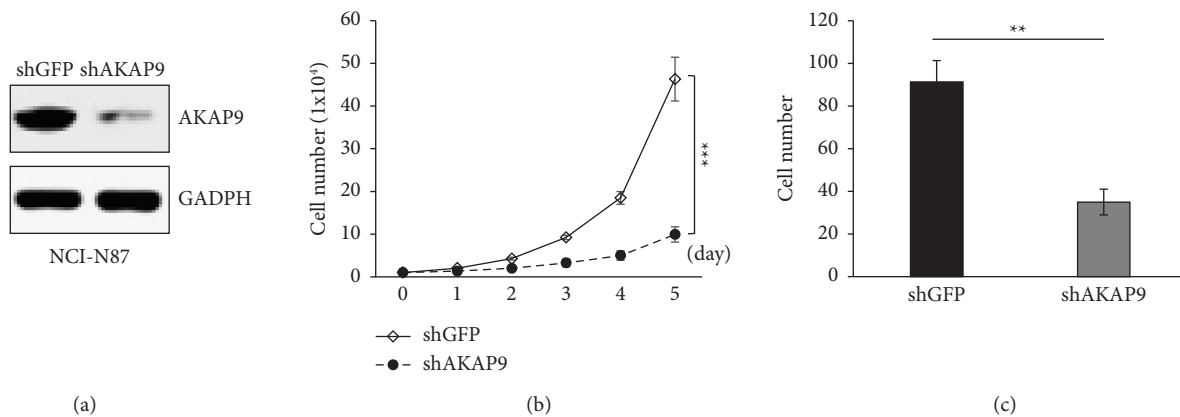 shGFP shAKAP9
AKAP9
GADPH
NCI-N87
(a)
Cell number (1x10⁴)
60
50
40
30
20
10
0
0 1 2 3 4 5
(day)
***
shGFP
shAKAP9
(b)
Cell number
120
100
80
60
40
20
0
**
shGFP shAKAP9
(c)